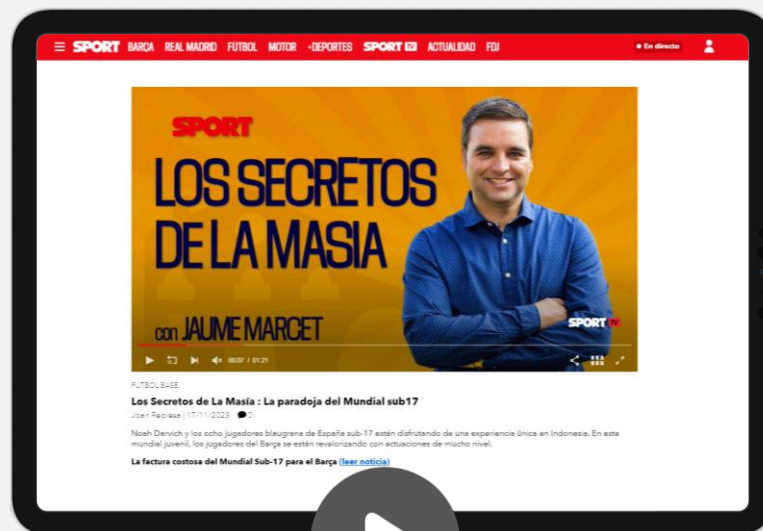 SPORT BARÇA REAL MADRID FÚTBOL MOTOR +DEPORTES SPORT TV ACTUALIDAD FDJ En directo
SPORT
LOS SECRETOS
DE LA MASIA
con JAUME MARCET
SPORT TV
00:07 / 01:21
FUTBOL BASE
Los Secretos de La Masía : La paradoja del Mundial sub17
Joan Represa | 17/11/2023 0
Noah Darvich y los ocho jugadores blaugrana de España sub-17 están disfrutando de una experiencia única en Indonesia. En este
mundial juvenil, los jugadores del Barça se están revalorizando con actuaciones de mucho nivel.
La factura costosa del Mundial Sub-17 para el Barça (leer noticia)